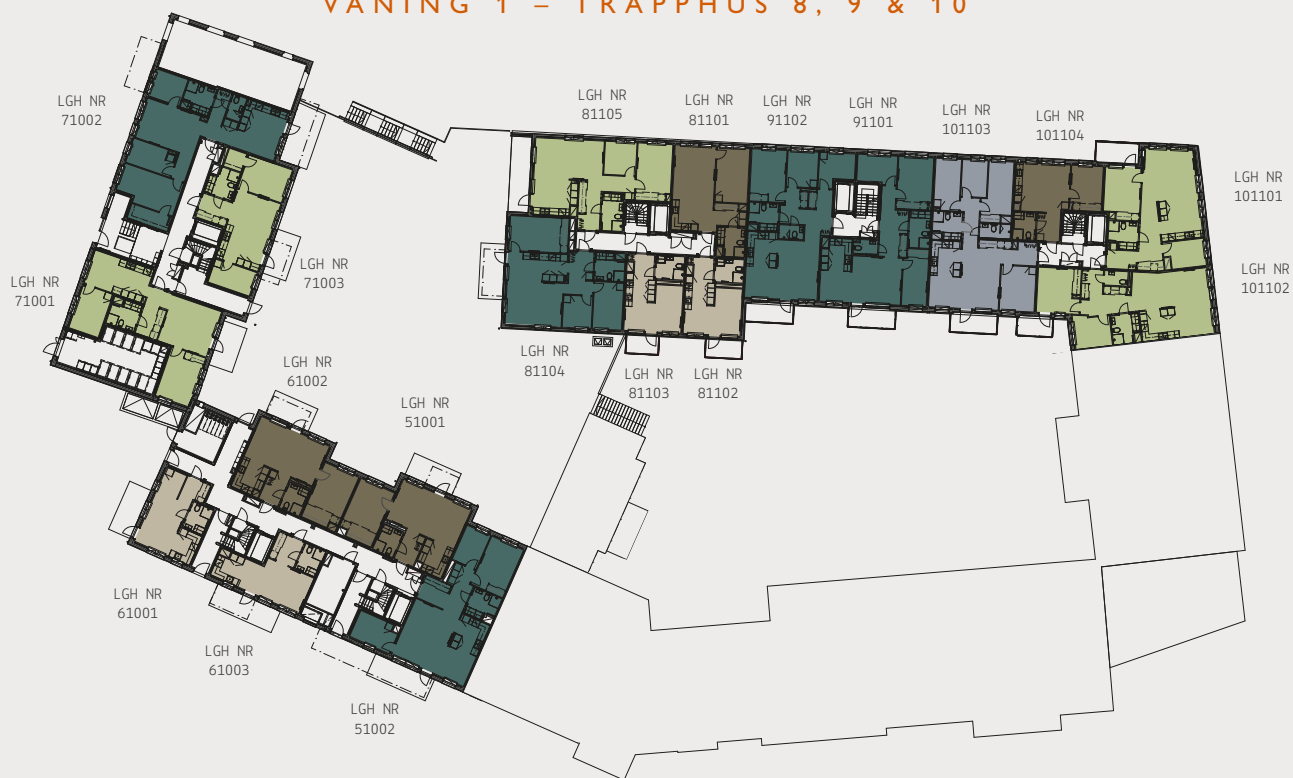 VÅNING 1 – TRAPPHUS 8, 9 & 10
LGH NR
71002
LGH NR
81105
LGH NR
81101
LGH NR
91102
LGH NR
91101
LGH NR
101103
LGH NR
101104
LGH NR
101101
LGH NR
101102
LGH NR
71003
LGH NR
71001
LGH NR
81104
LGH NR
81103
LGH NR
81102
LGH NR
61002
LGH NR
51001
LGH NR
61001
LGH NR
61003
LGH NR
51002